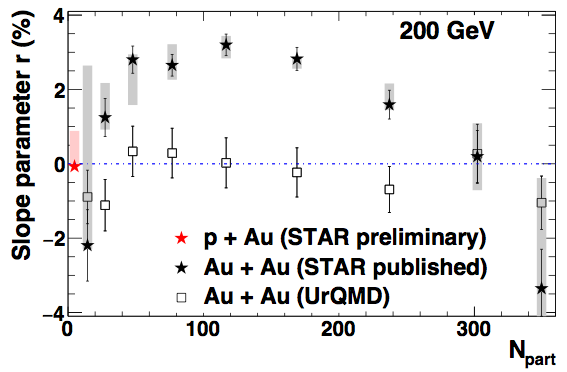 200 GeV
Slope parameter r (%)
4
2
0
−2
−4
p + Au (STAR preliminary)
Au + Au (STAR published)
Au + Au (UrQMD)
0 100 200 300
Npart